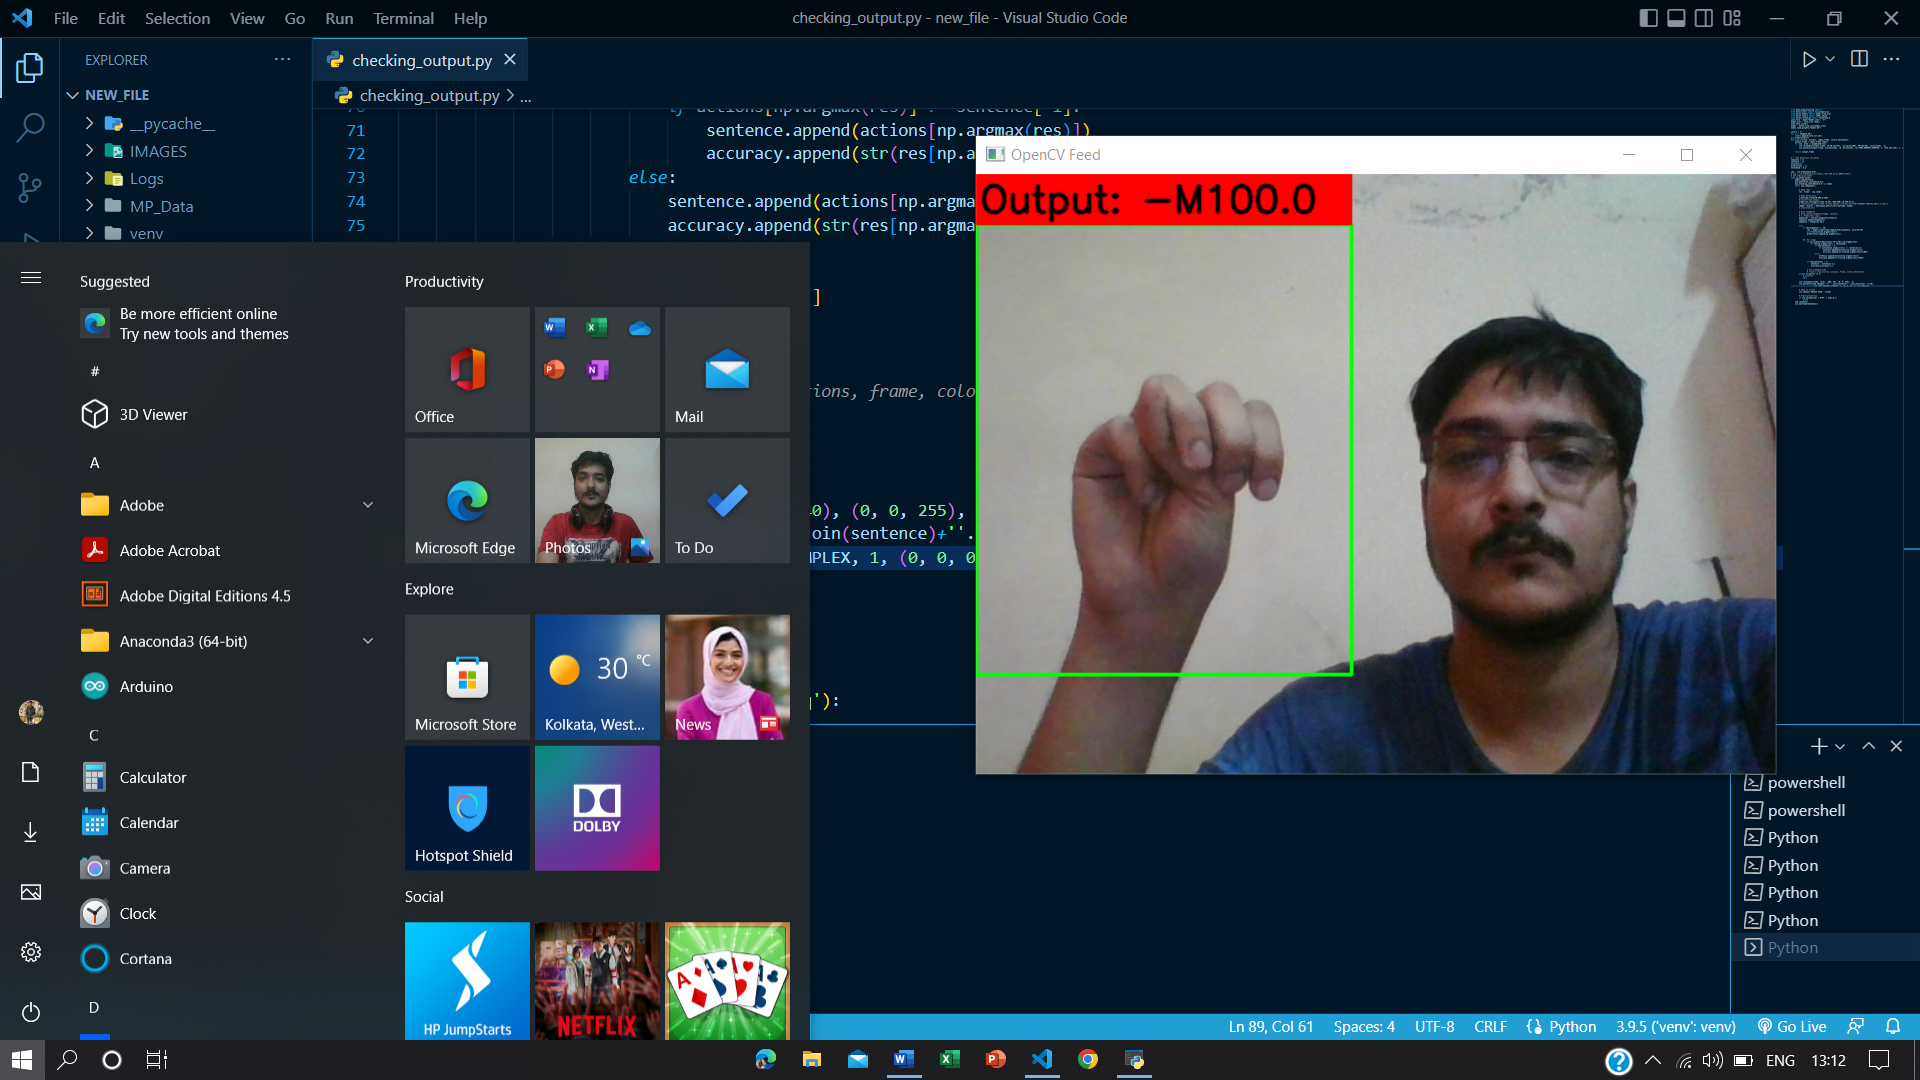 File Edit Selection View Go Run Terminal Help
checking_output.py - new_file - Visual Studio Code
EXPLORER
checking_output.py
NEW_FILE
checking_output.py > ...
__pycache__
IMAGES
Logs
MP_Data
venv
71 sentence.append(actions[np.argmax(res)])
72 accuracy.append(str(res[np.a
73 else:
74 sentence.append(actions[np.argma
75 accuracy.append(str(res[np.argma
]
ions, frame, colo
0), (0, 0, 255),
oin(sentence)+''.
MPLEX, 1, (0, 0, 0
'):
OpenCV Feed
Output: -M100.0
Suggested
Be more efficient online
Try new tools and themes
#
3D Viewer
A
Adobe
Adobe Acrobat
Adobe Digital Editions 4.5
Anaconda3 (64-bit)
Arduino
C
Calculator
Calendar
Camera
Clock
Cortana
D
Productivity
Office
Mail
Microsoft Edge
Photos
To Do
Explore
Microsoft Store
30 °C
Kolkata, West...
News
Hotspot Shield
DOLBY
Social
HP JumpStarts
NETFLIX
powershell
powershell
Python
Python
Python
Python
Python
Ln 89, Col 61 Spaces: 4 UTF-8 CRLF Python 3.9.5 ('venv': venv) Go Live
ENG 13:12